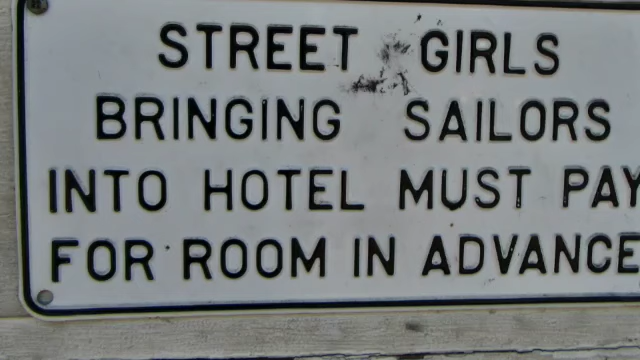 STREET GIRLS
BRINGING SAILORS
INTO HOTEL MUST PAY
FOR ROOM IN ADVANCE